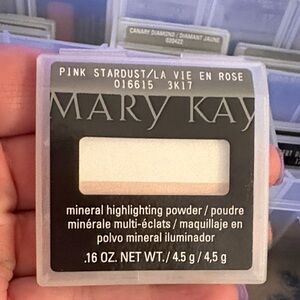 CANARY DIAMOND / DIAMANT JAUNE
020422
PINK STARDUST/LA VIE EN ROSE
016615 3K17
MARY KAY
mineral highlighting powder / poudre
minérale multi-éclats / maquillaje en
polvo mineral iluminador
.16 OZ. NET WT. / 4.5 g / 4,5 g